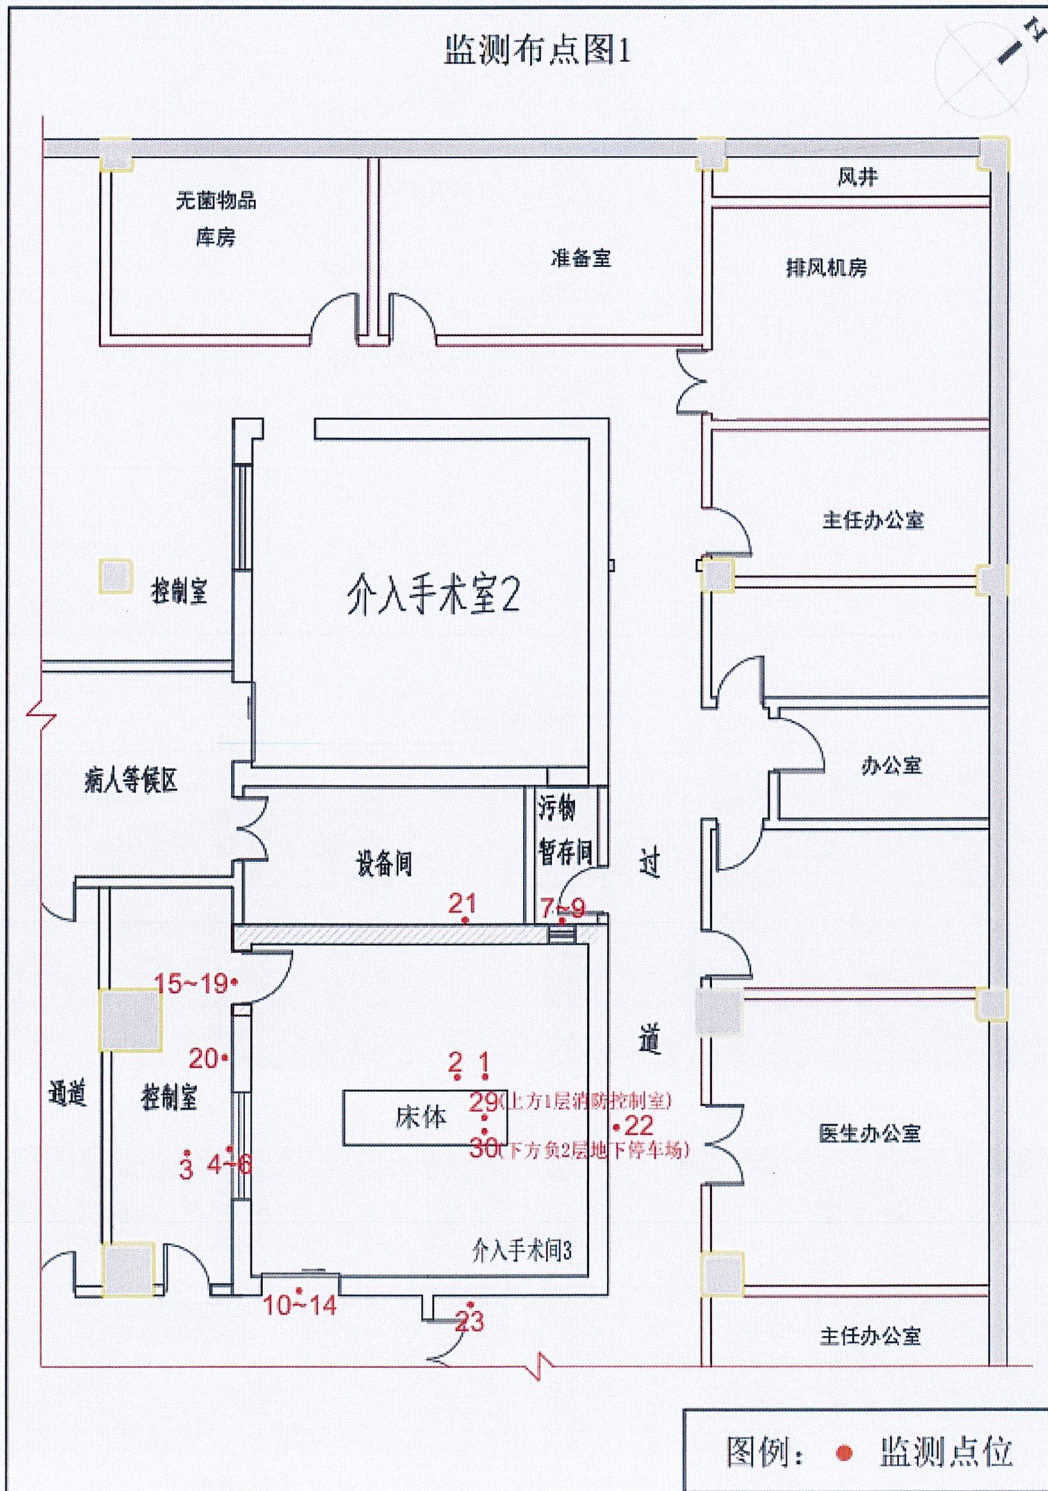 监测布点图1
N
风井
无菌物品
库房
准备室
排风机房
主任办公室
控制室
介入手术室2
病人等候区
办公室
污物
暂存间
设备间
过
道
21
7~9
15~19
20
2
1
通道
控制室
床体
29(上方1层消防控制室)
30(下方负2层地下停车场)
22
医生办公室
3
4~6
介入手术间3
10~14
23
主任办公室
图例：
监测点位